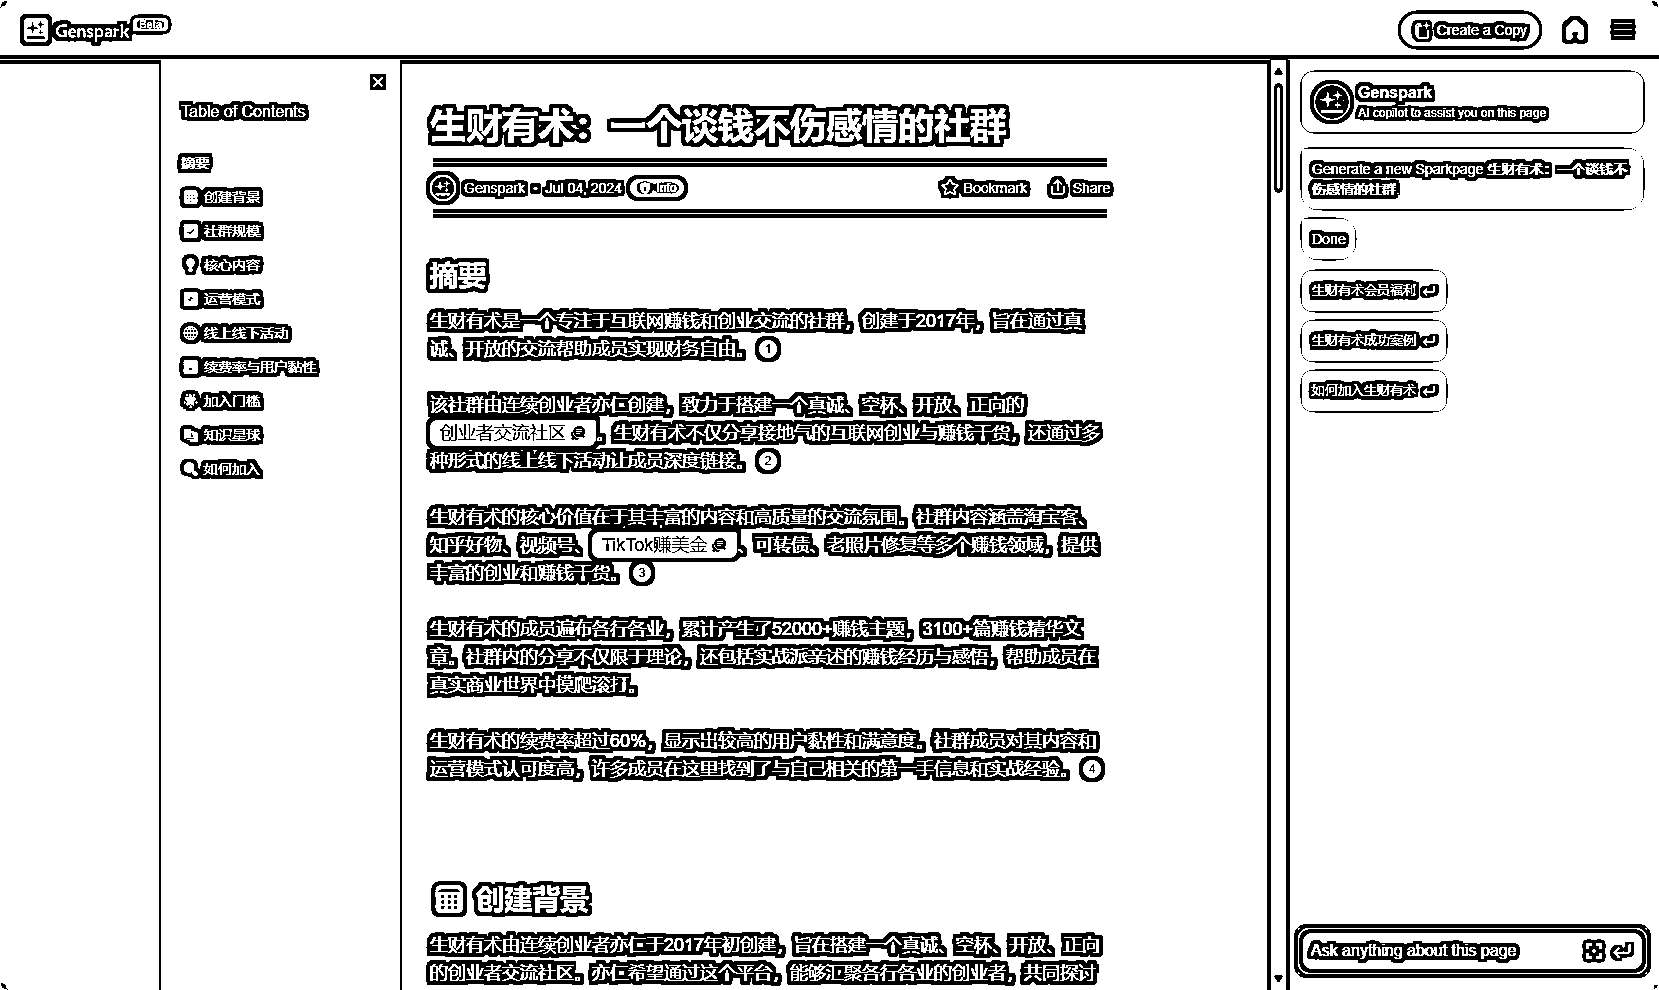 Genspark Beta
Create a Copy
Table of Contents
摘要
创建背景
社群规模
核心内容
运营模式
线上线下活动
续费率与用户黏性
加入门槛
知识星球
如何加入
生财有术：一个谈钱不伤感情的社群
Genspark • Jul 04, 2024 Info
Bookmark Share
摘要
生财有术是一个专注于互联网赚钱和创业交流的社群，创建于2017年，旨在通过真
诚、开放的交流帮助成员实现财务自由。 1
该社群由连续创业者亦仁创建，致力于搭建一个真诚、空杯、开放、正向的
创业者交流社区 。生财有术不仅分享接地气的互联网创业与赚钱干货，还通过多
种形式的线上线下活动让成员深度链接。 2
生财有术的核心价值在于其丰富的内容和高质量的交流氛围。社群内容涵盖淘宝客、
知乎好物、视频号、 TikTok赚美金 、可转债、老照片修复等多个赚钱领域，提供
丰富的创业和赚钱干货。 3
生财有术的成员遍布各行各业，累计产生了52000+赚钱主题，3100+篇赚钱精华文
章。社群内的分享不仅限于理论，还包括实战派亲述的赚钱经历与感悟，帮助成员在
真实商业世界中摸爬滚打。
生财有术的续费率超过60%，显示出较高的用户黏性和满意度。社群成员对其内容和
运营模式认可度高，许多成员在这里找到了与自己相关的第一手信息和实战经验。 4
创建背景
生财有术由连续创业者亦仁于2017年初创建，旨在搭建一个真诚、空杯、开放、正向
的创业者交流社区。亦仁希望通过这个平台，能够汇聚各行各业的创业者，共同探讨
Genspark
AI copilot to assist you on this page
Generate a new Sparkpage 生财有术：一个谈钱不
伤感情的社群
Done
生财有术会员福利
生财有术成功案例
如何加入生财有术
Ask anything about this page